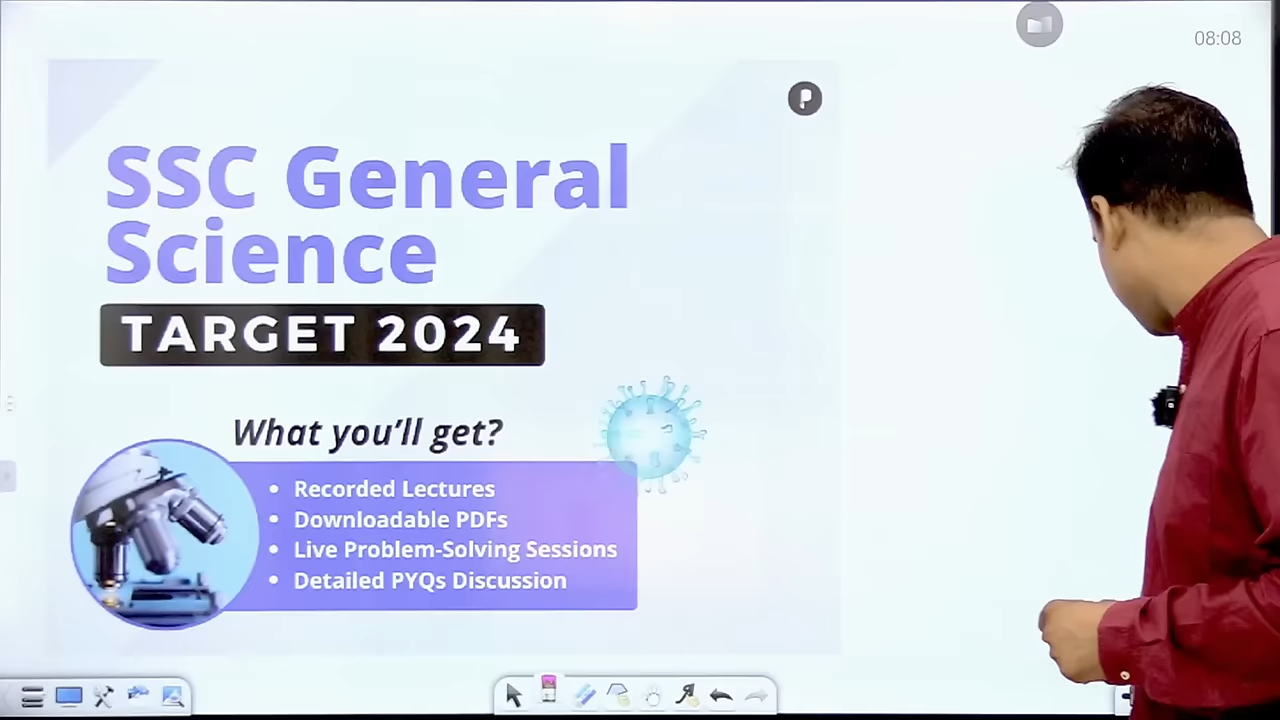 08:08
SSC General
Science
TARGET 2024
What you'll get?
• Recorded Lectures
• Downloadable PDFs
• Live Problem-Solving Sessions
• Detailed PYQs Discussion